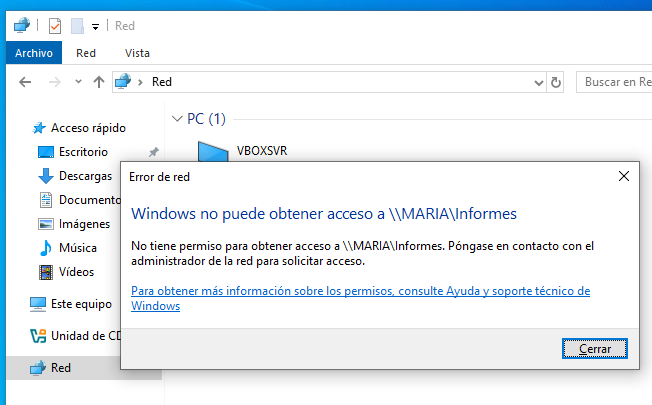 Red
Archivo
Red
Vista
Red
Buscar en Re
PC (1)
Acceso rápido
VBOXSVR
Escritorio
Descargas
Documento
Imágenes
Música
Vídeos
Este equipo
Unidad de CD
Red
Error de red
Windows no puede obtener acceso a \\MARIA\Informes
No tiene permiso para obtener acceso a \\MARIA\Informes. Póngase en contacto con el
administrador de la red para solicitar acceso.
Para obtener más información sobre los permisos, consulte Ayuda y soporte técnico de
Windows
Cerrar